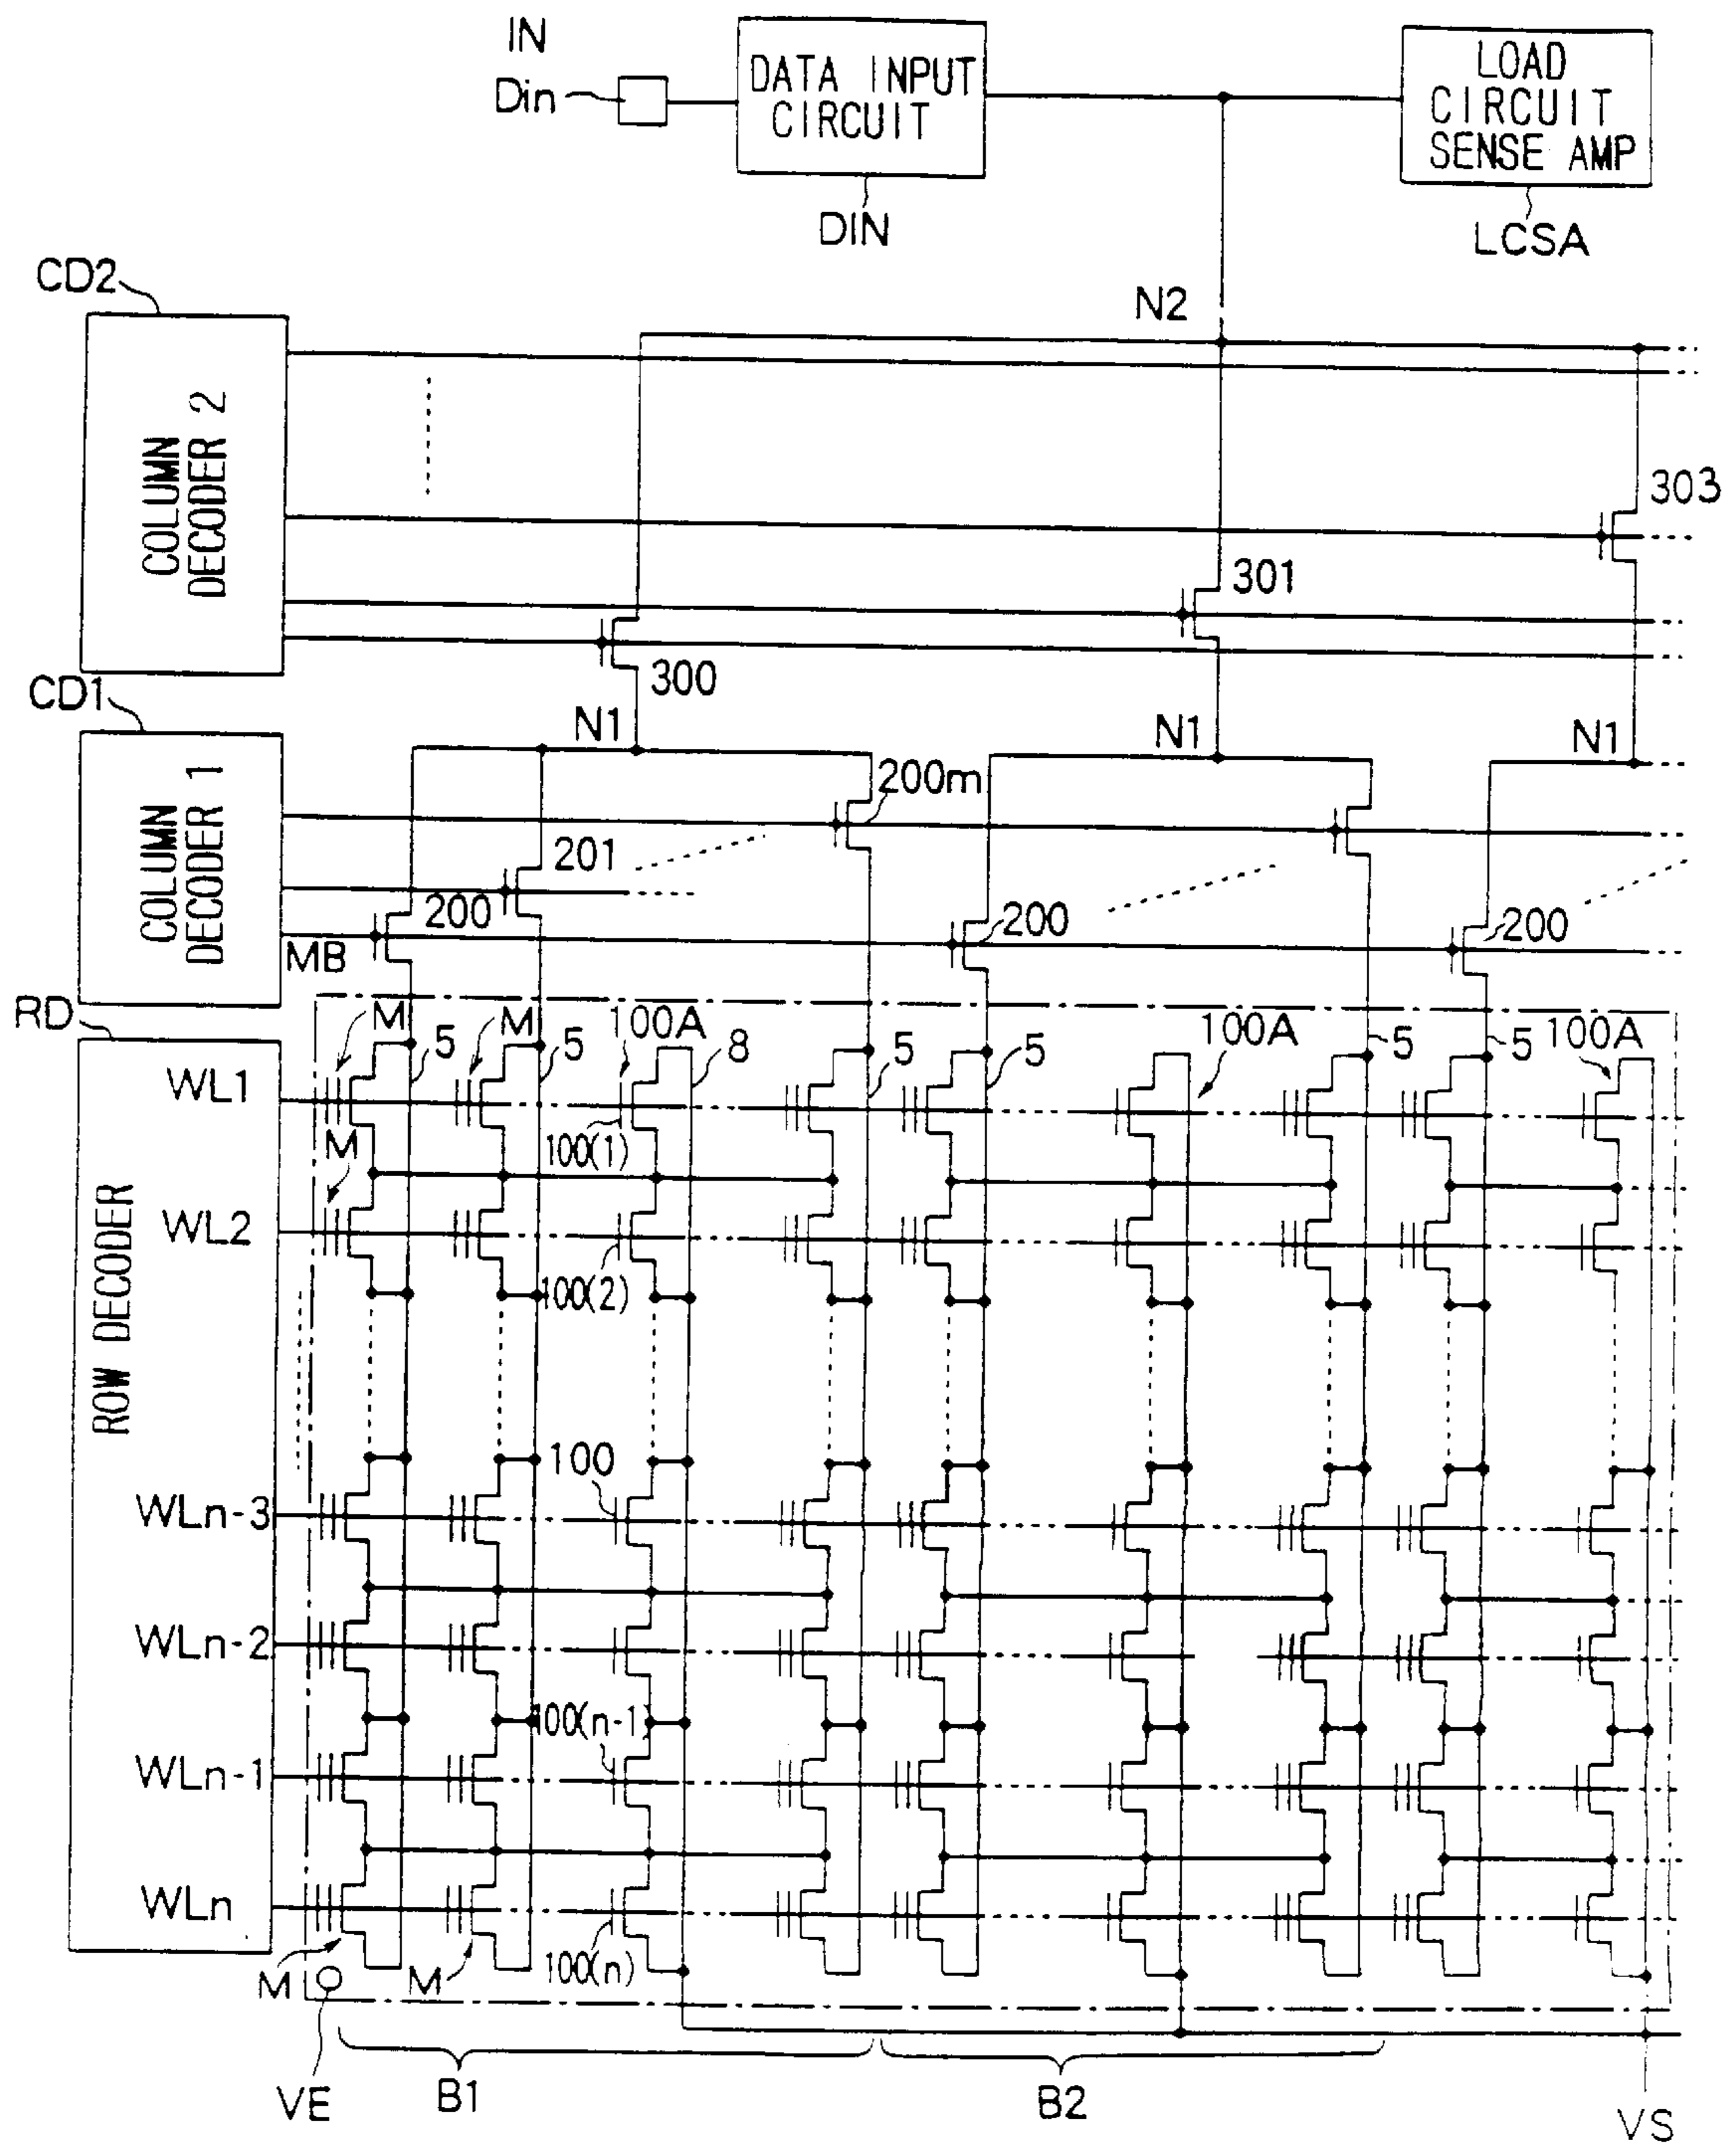 IN
Din
DATA INPUT
CIRCUIT
DIN
LOAD
CIRCUIT
SENSE AMP
LCSA
CD2
N2
COLUMN
DECODER 2
303
301
300
CD1
N1
N1
N1
COLUMN
DECODER 1
200m
201
200
200
200
MB
RD
M
5
M
5
100A
8
5
5
100A
5
5
100A
WL1
M
100(1)
WL2
100(2)
ROW DECODER
100
WLn-3
WLn-2
100(n-1)
WLn-1
WLn
M
M
100(n)
VE
B1
B2
VS